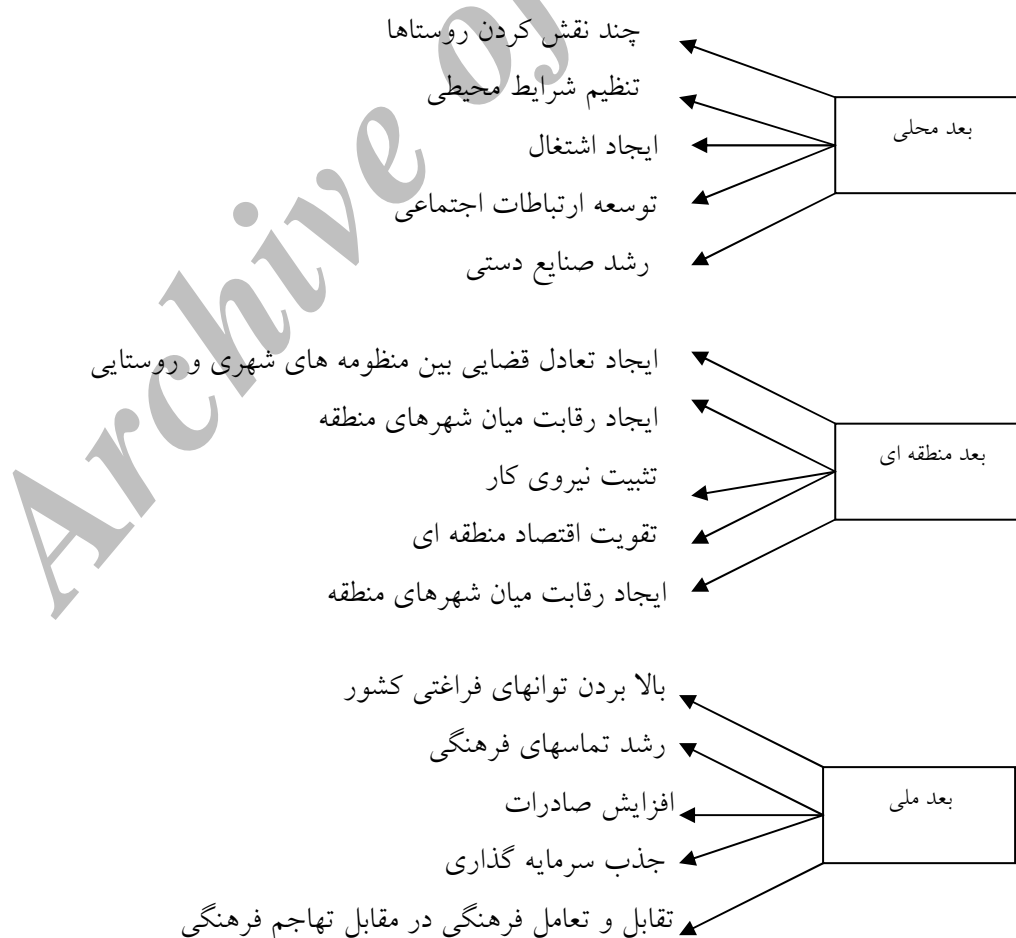 چند نقش کردن روستاها
تنظیم شرایط محیطی
بعد محلی
ایجاد اشتغال
توسعه ارتباطات اجتماعی
رشد صنایع دستی
ایجاد تعادل قضایی بین منظومه های شهری و روستایی
ایجاد رقابت میان شهرهای منطقه
بعد منطقه ای
تثبیت نیروی کار
تقویت اقتصاد منطقه ای
ایجاد رقابت میان شهرهای منطقه
بالا بردن توانهای فراغتی کشور
رشد تماسهای فرهنگی
بعد ملی
افزایش صادرات
جذب سرمایه گذاری
تقابل و تعامل فرهنگی در مقابل تهاجم فرهنگی
Archive of